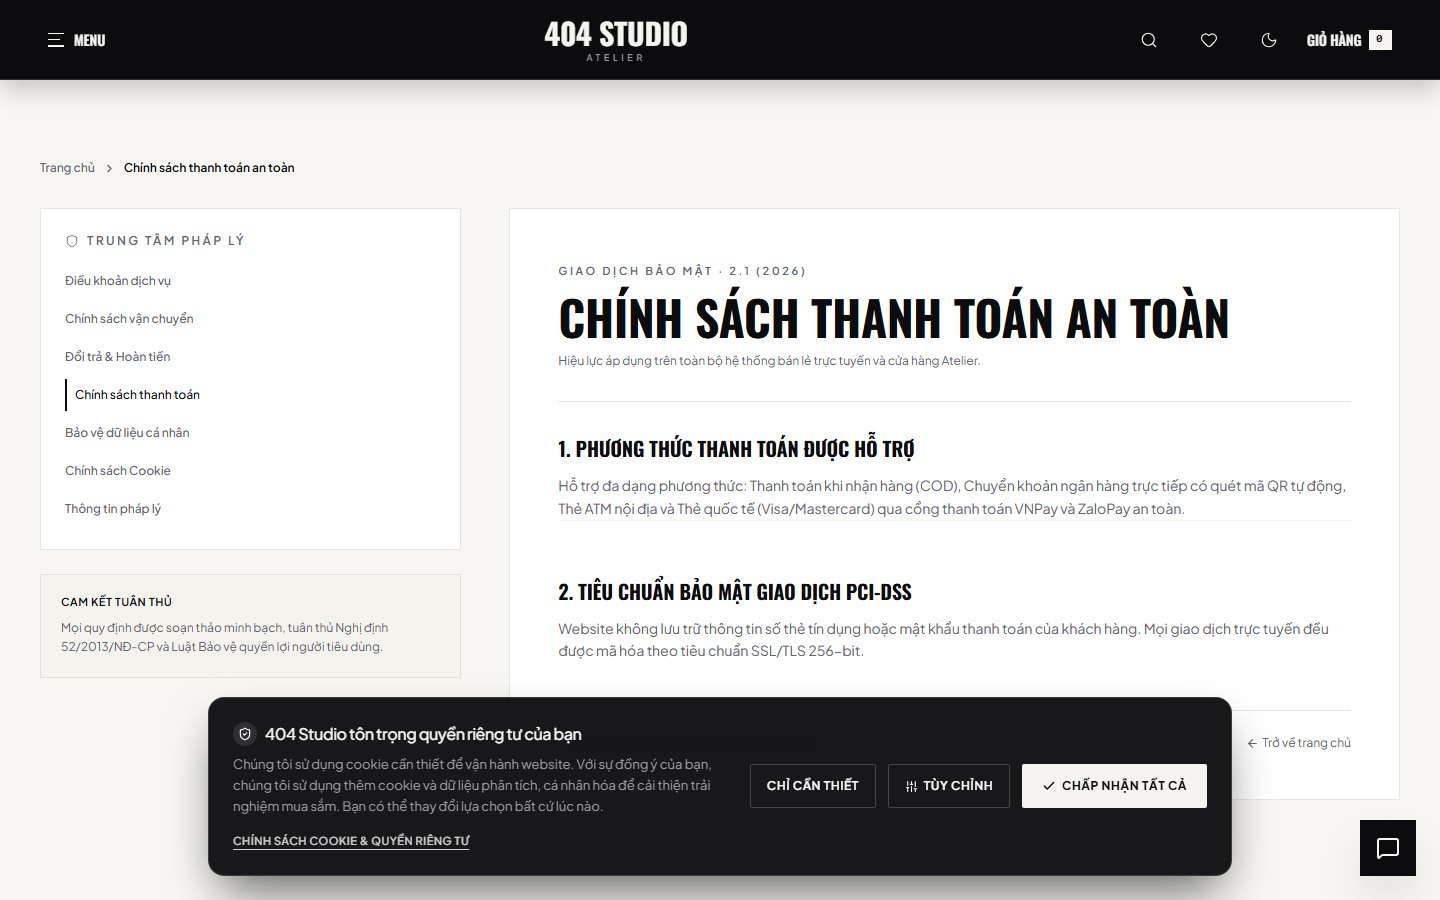 MENU
404 STUDIO
ATELIER
GIỎ HÀNG 0
Trang chủ > Chính sách thanh toán an toàn
TRUNG TÂM PHÁP LÝ
Điều khoản dịch vụ
Chính sách vận chuyển
Đổi trả & Hoàn tiền
Chính sách thanh toán
Bảo vệ dữ liệu cá nhân
Chính sách Cookie
Thông tin pháp lý
CAM KẾT TUÂN THỦ
Mọi quy định được soạn thảo minh bạch, tuân thủ Nghị định
52/2013/NĐ-CP và Luật Bảo vệ quyền lợi người tiêu dùng.
GIAO DỊCH BẢO MẬT · 2.1 (2026)
CHÍNH SÁCH THANH TOÁN AN TOÀN
Hiệu lực áp dụng trên toàn bộ hệ thống bán lẻ trực tuyến và cửa hàng Atelier.
1. PHƯƠNG THỨC THANH TOÁN ĐƯỢC HỖ TRỢ
Hỗ trợ đa dạng phương thức: Thanh toán khi nhận hàng (COD), Chuyển khoản ngân hàng trực tiếp có quét mã QR tự động,
Thẻ ATM nội địa và Thẻ quốc tế (Visa/Mastercard) qua cổng thanh toán VNPay và ZaloPay an toàn.
2. TIÊU CHUẨN BẢO MẬT GIAO DỊCH PCI-DSS
Website không lưu trữ thông tin số thẻ tín dụng hoặc mật khẩu thanh toán của khách hàng. Mọi giao dịch trực tuyến đều
được mã hóa theo tiêu chuẩn SSL/TLS 256-bit.
← Trở về trang chủ
404 Studio tôn trọng quyền riêng tư của bạn
Chúng tôi sử dụng cookie cần thiết để vận hành website. Với sự đồng ý của bạn,
chúng tôi sử dụng thêm cookie và dữ liệu phân tích, cá nhân hóa để cải thiện trải
nghiệm mua sắm. Bạn có thể thay đổi lựa chọn bất cứ lúc nào.
CHÍNH SÁCH COOKIE & QUYỀN RIÊNG TƯ
CHỈ CẦN THIẾT
TÙY CHỈNH
CHẤP NHẬN TẤT CẢ